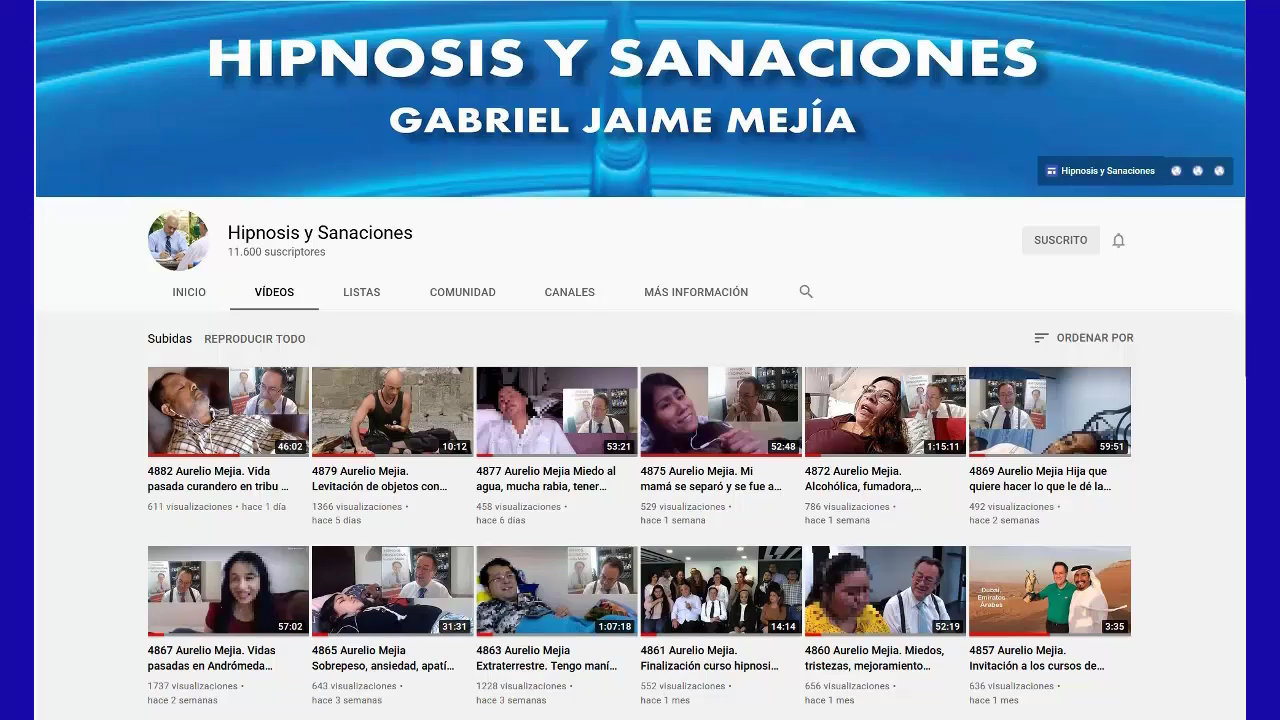 HIPNOSIS Y SANACIONES
GABRIEL JAIME MEJÍA
Hipnosis y Sanaciones
Hipnosis y Sanaciones
11.600 suscriptores
SUSCRITO
INICIO VÍDEOS LISTAS COMUNIDAD CANALES MÁS INFORMACIÓN
Subidas REPRODUCIR TODO ORDENAR POR
46:02
4882 Aurelio Mejia. Vida
pasada curandero en tribu ...
611 visualizaciones • hace 1 día
10:12
4879 Aurelio Mejia.
Levitación de objetos con...
1366 visualizaciones •
hace 5 días
53:21
4877 Aurelio Mejia Miedo al
agua, mucha rabia, tener...
458 visualizaciones •
hace 6 días
52:48
4875 Aurelio Mejia. Mi
mamá se separó y se fue a...
529 visualizaciones •
hace 1 semana
1:15:11
4872 Aurelio Mejia.
Alcohólica, fumadora,...
786 visualizaciones •
hace 1 semana
59:51
4869 Aurelio Mejia Hija que
quiere hacer lo que le dé la...
492 visualizaciones •
hace 2 semanas
57:02
4867 Aurelio Mejia. Vidas
pasadas en Andrómeda...
1737 visualizaciones •
hace 2 semanas
31:31
4865 Aurelio Mejia
Sobrepeso, ansiedad, apatí...
643 visualizaciones •
hace 3 semanas
1:07:18
4863 Aurelio Mejia
Extraterrestre. Tengo maní...
1228 visualizaciones •
hace 3 semanas
14:14
4861 Aurelio Mejia.
Finalización curso hipnosi...
552 visualizaciones •
hace 1 mes
52:19
4860 Aurelio Mejia. Miedos,
tristezas, mejoramiento...
656 visualizaciones •
hace 1 mes
Dubai,
Emiratos
Árabes
3:35
4857 Aurelio Mejia.
Invitación a los cursos de...
636 visualizaciones •
hace 1 mes